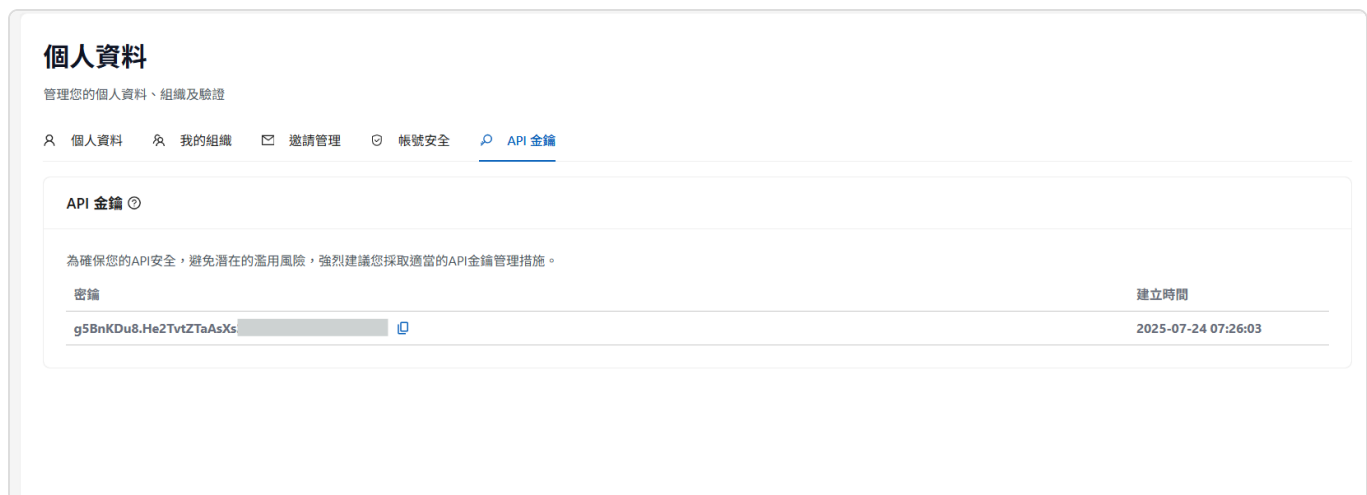 個人資料
管理您的個人資料、組織及驗證
個人資料 我的組織 邀請管理 帳號安全 API 金鑰
API 金鑰
為確保您的API安全，避免潛在的濫用風險，強烈建議您採取適當的API金鑰管理措施。
密鑰 建立時間
g5BnKDu8.He2TvtZTaAsXs 2025-07-24 07:26:03